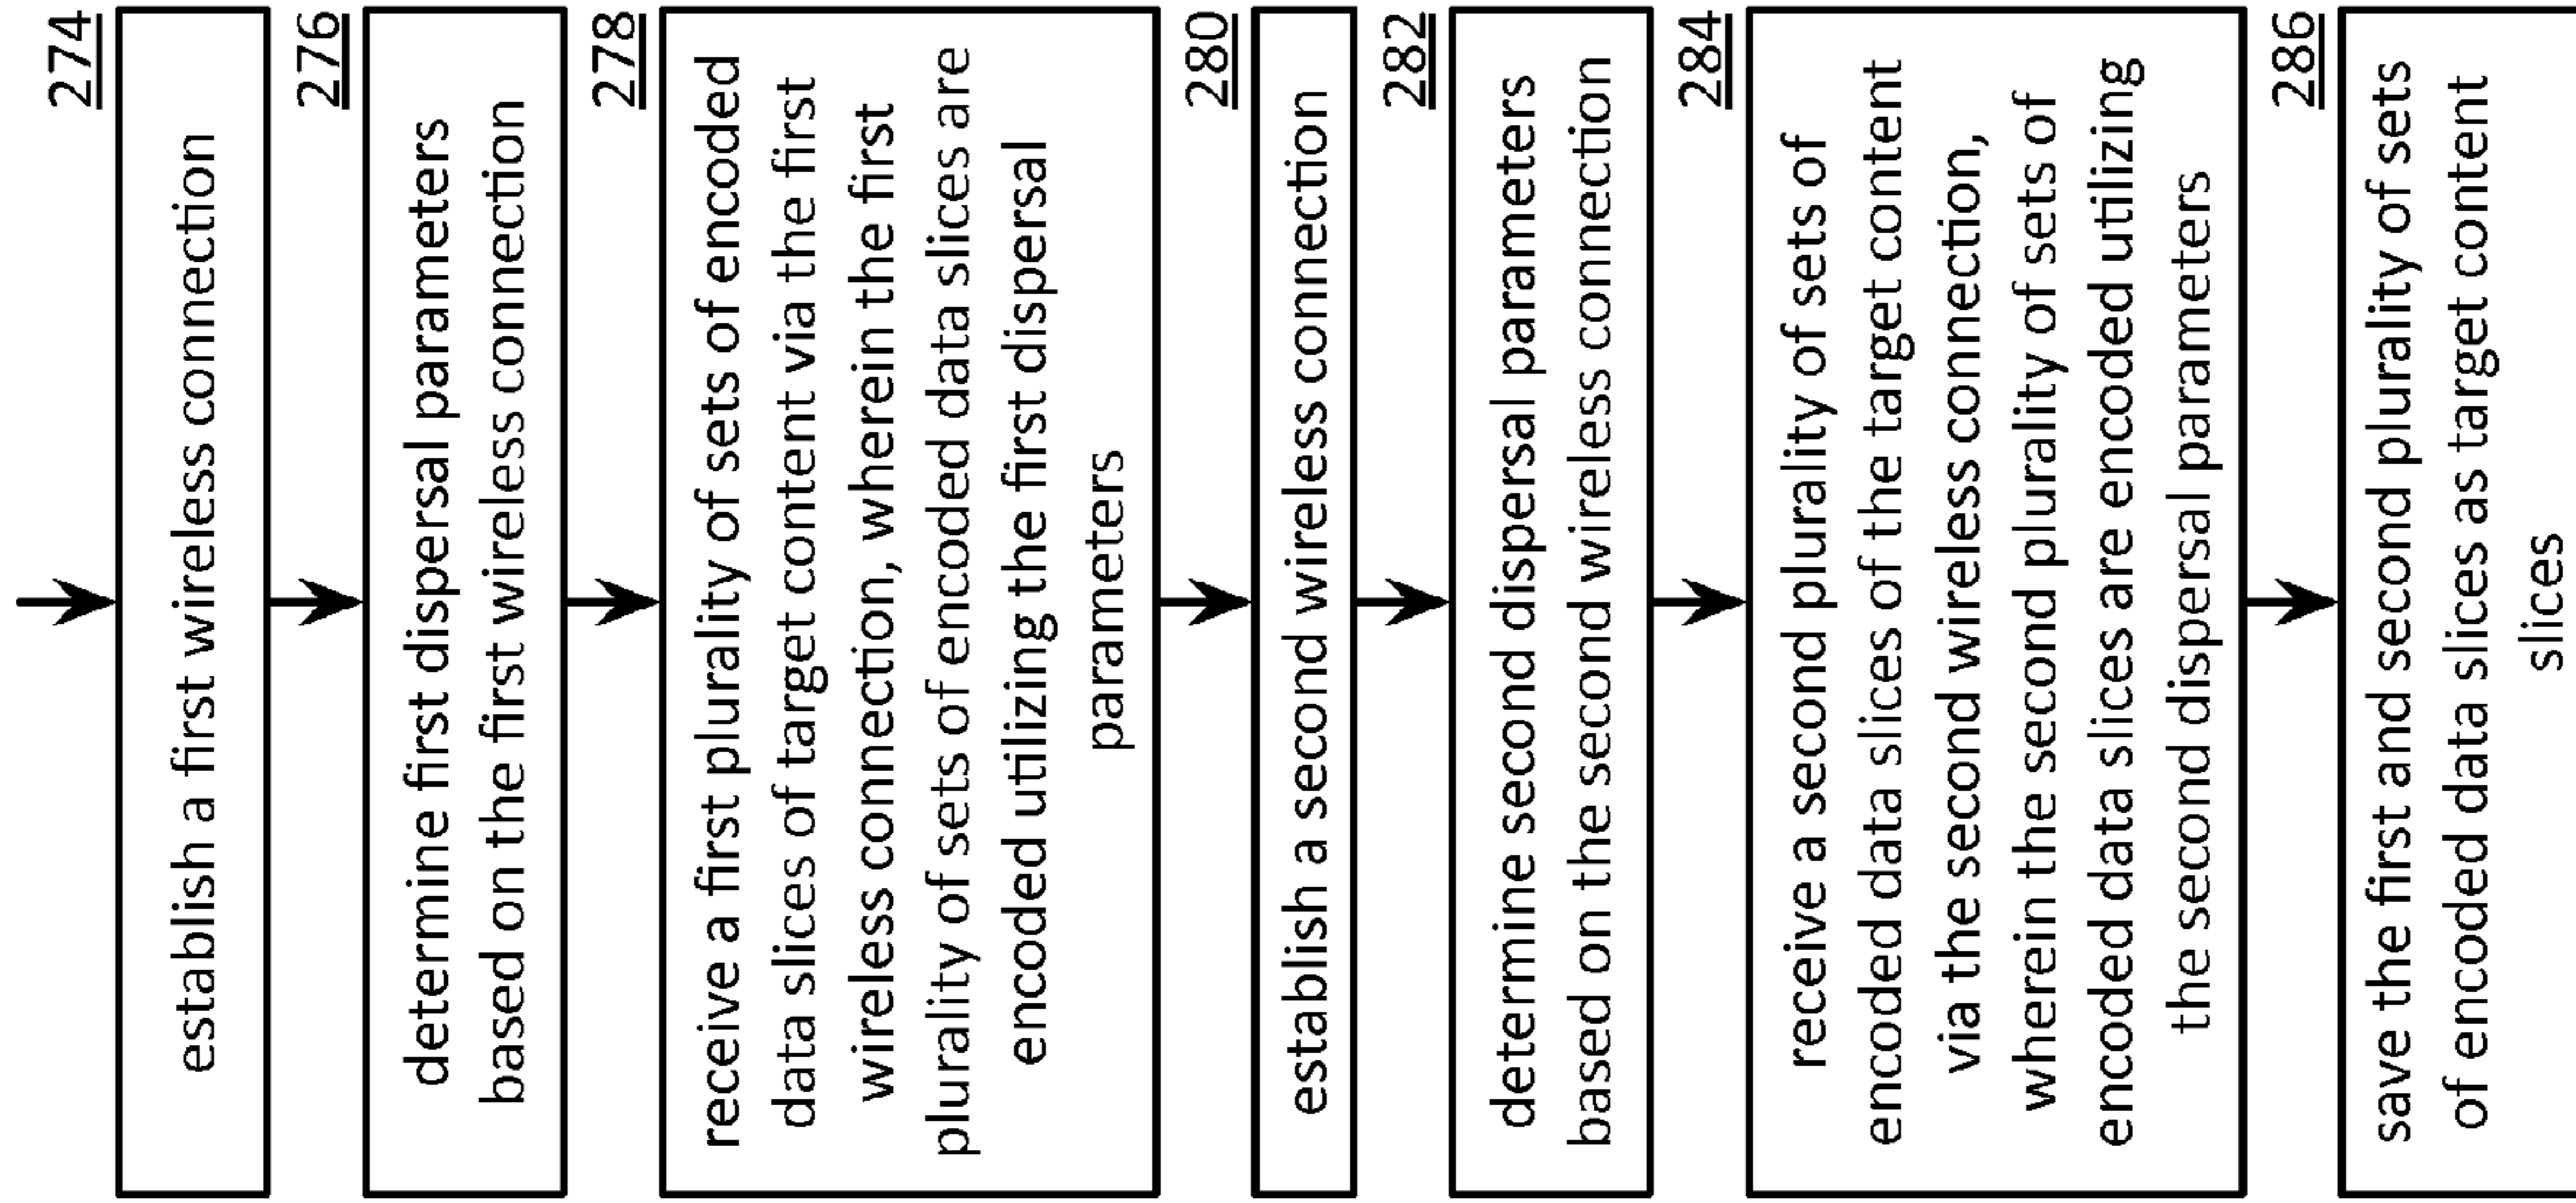 274
establish a first wireless connection
276
determine first dispersal parameters
based on the first wireless connection
278
receive a first plurality of sets of encoded
data slices of target content via the first
wireless connection, wherein the first
plurality of sets of encoded data slices are
encoded utilizing the first dispersal
parameters
280
establish a second wireless connection
282
determine second dispersal parameters
based on the second wireless connection
284
receive a second plurality of sets of
encoded data slices of the target content
via the second wireless connection,
wherein the second plurality of sets of
encoded data slices are encoded utilizing
the second dispersal parameters
286
save the first and second plurality of sets
of encoded data slices as target content
slices